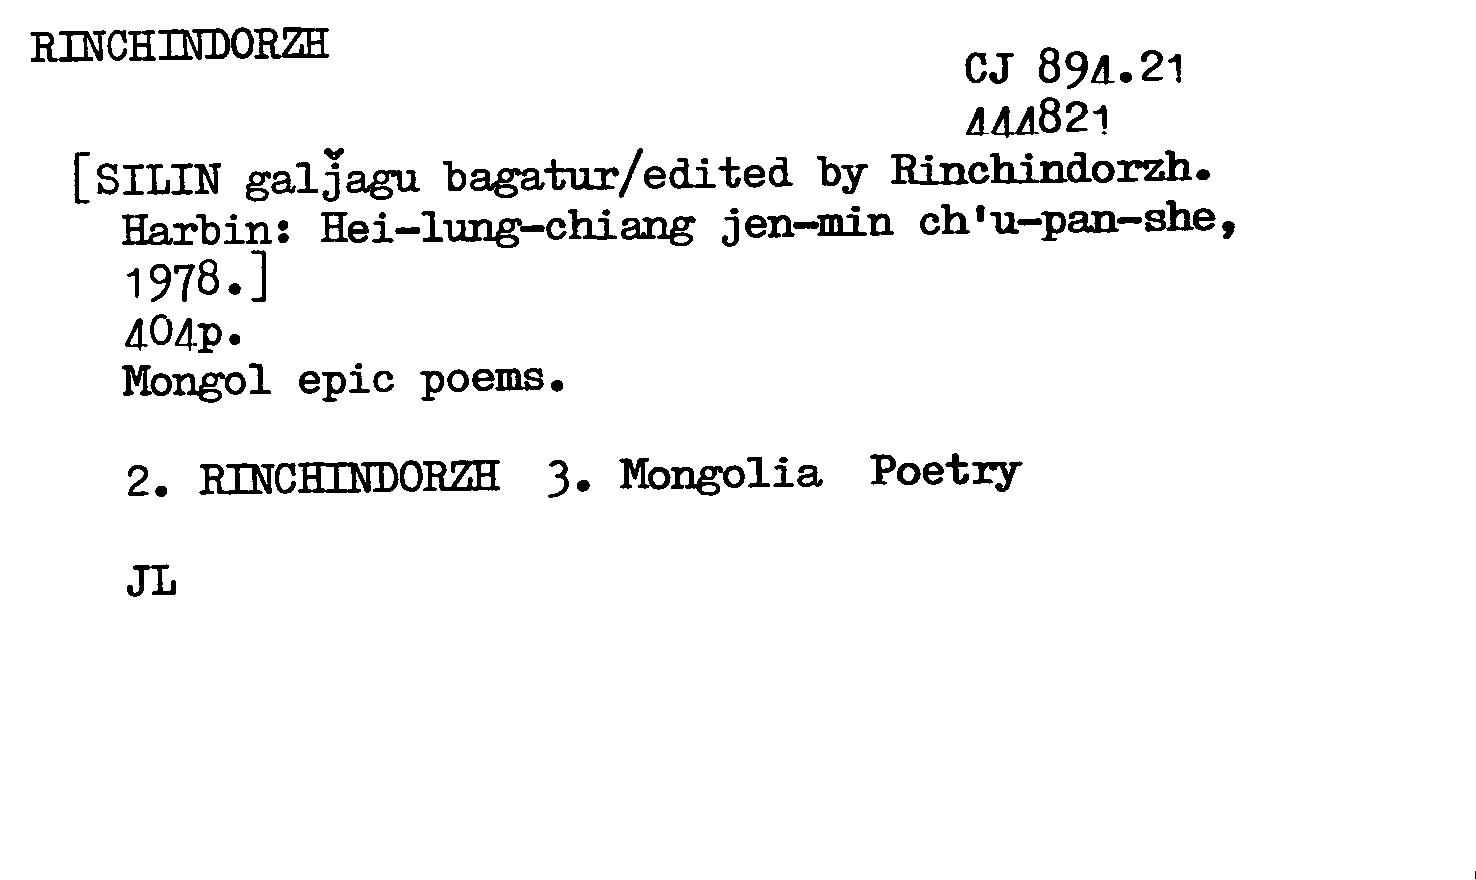 RINCHINDORZH
CJ 894.21
444821
[SILIN galǰagu bagatur/edited by Rinchindorzh.
Harbin: Hei-lung-chiang jen-min ch'u-pan-she,
1978.]
404p.
Mongol epic poems.
2. RINCHINDORZH 3. Mongolia Poetry
JL